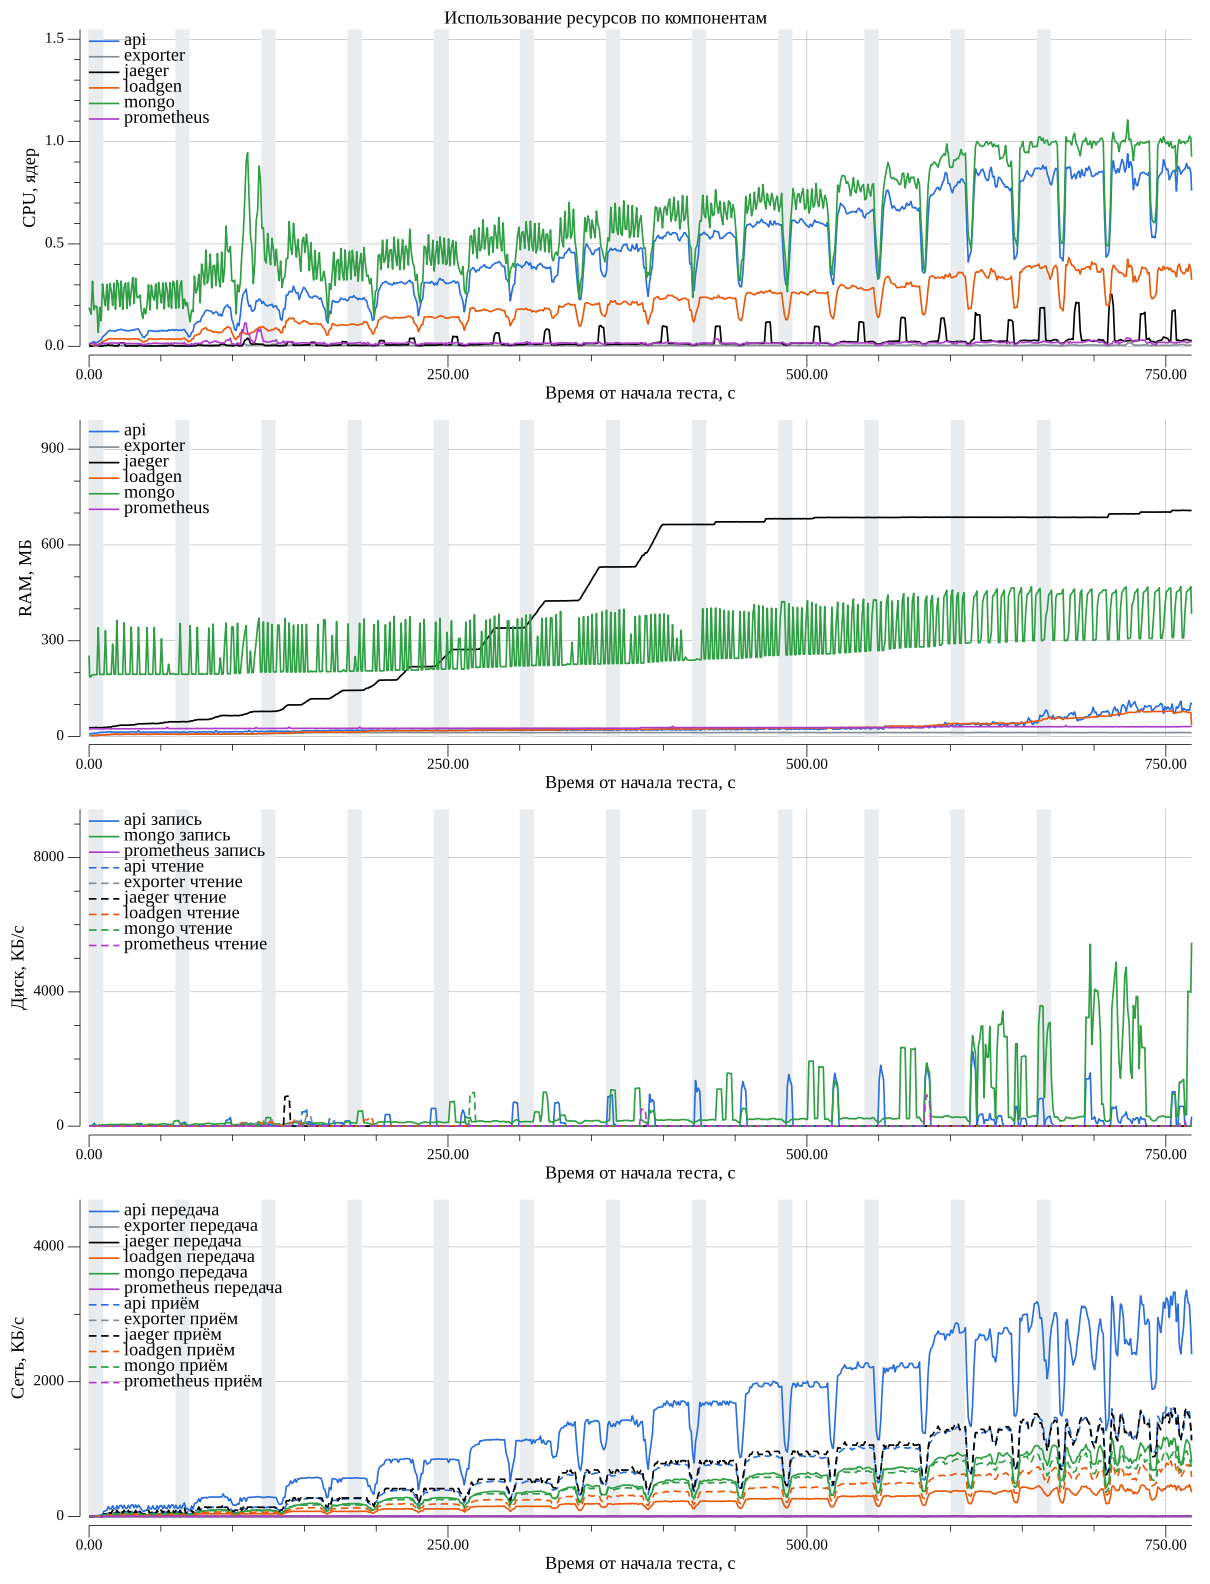 Использование ресурсов по компонентам
1.5
1.0
0.5
0.0
CPU, ядер
api
exporter
jaeger
loadgen
mongo
prometheus
0.00 250.00 500.00 750.00
Время от начала теста, с
900
600
300
0
RAM, МБ
api
exporter
jaeger
loadgen
mongo
prometheus
0.00 250.00 500.00 750.00
Время от начала теста, с
8000
4000
0
Диск, КБ/с
api запись
mongo запись
prometheus запись
api чтение
exporter чтение
jaeger чтение
loadgen чтение
mongo чтение
prometheus чтение
0.00 250.00 500.00 750.00
Время от начала теста, с
4000
2000
0
Сеть, КБ/с
api передача
exporter передача
jaeger передача
loadgen передача
mongo передача
prometheus передача
api приём
exporter приём
jaeger приём
loadgen приём
mongo приём
prometheus приём
0.00 250.00 500.00 750.00
Время от начала теста, с